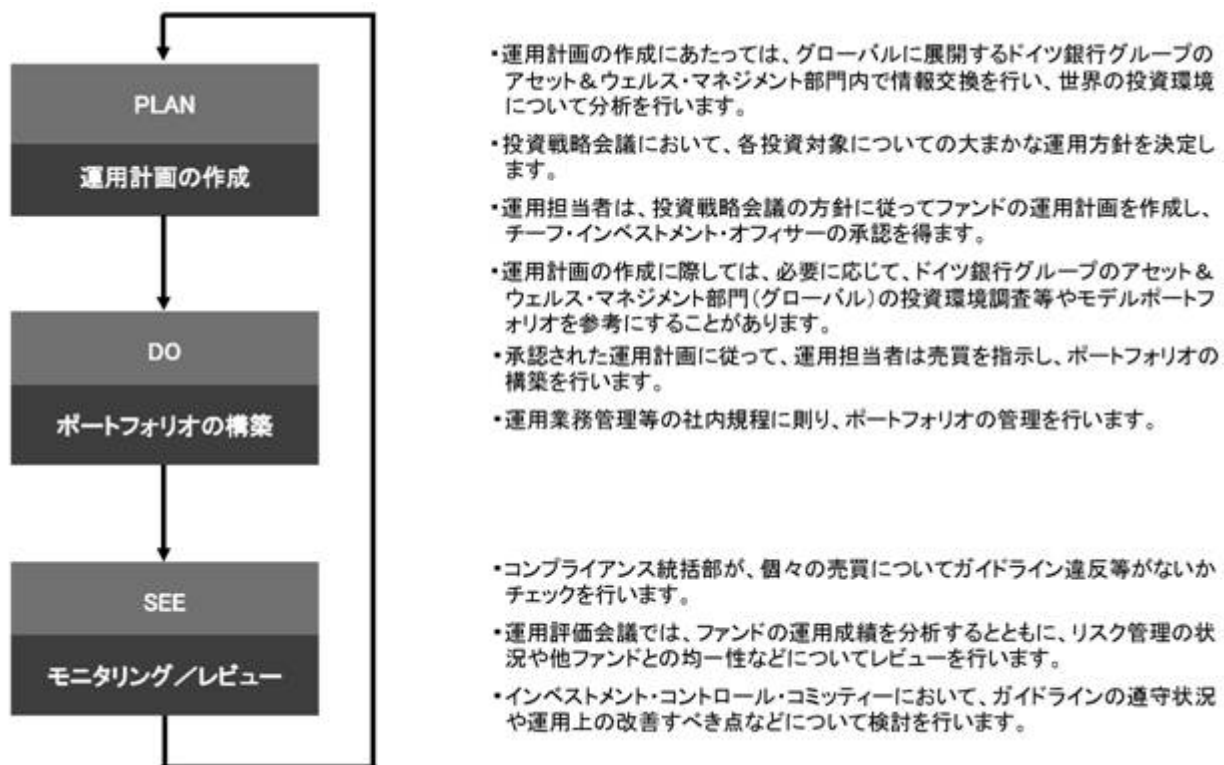 PLAN
運用計画の作成
・運用計画の作成にあたっては、グローバルに展開するドイツ銀行グループの
アセット＆ウェルス・マネジメント部門内で情報交換を行い、世界の投資環境
について分析を行います。
・投資戦略会議において、各投資対象についての大まかな運用方針を決定し
ます。
・運用担当者は、投資戦略会議の方針に従ってファンドの運用計画を作成し、
チーフ・インベストメント・オフィサーの承認を得ます。
・運用計画の作成に際しては、必要に応じて、ドイツ銀行グループのアセット＆
ウェルス・マネジメント部門（グローバル）の投資環境調査等やモデルポートフ
ォリオを参考にすることがあります。
DO
ポートフォリオの構築
・承認された運用計画に従って、運用担当者は売買を指示し、ポートフォリオの
構築を行います。
・運用業務管理等の社内規程に則り、ポートフォリオの管理を行います。
SEE
モニタリング／レビュー
・コンプライアンス統括部が、個々の売買についてガイドライン違反等がないか
チェックを行います。
・運用評価会議では、ファンドの運用成績を分析するとともに、リスク管理の状
況や他ファンドとの均一性などについてレビューを行います。
・インベストメント・コントロール・コミッティーにおいて、ガイドラインの遵守状況
や運用上の改善すべき点などについて検討を行います。